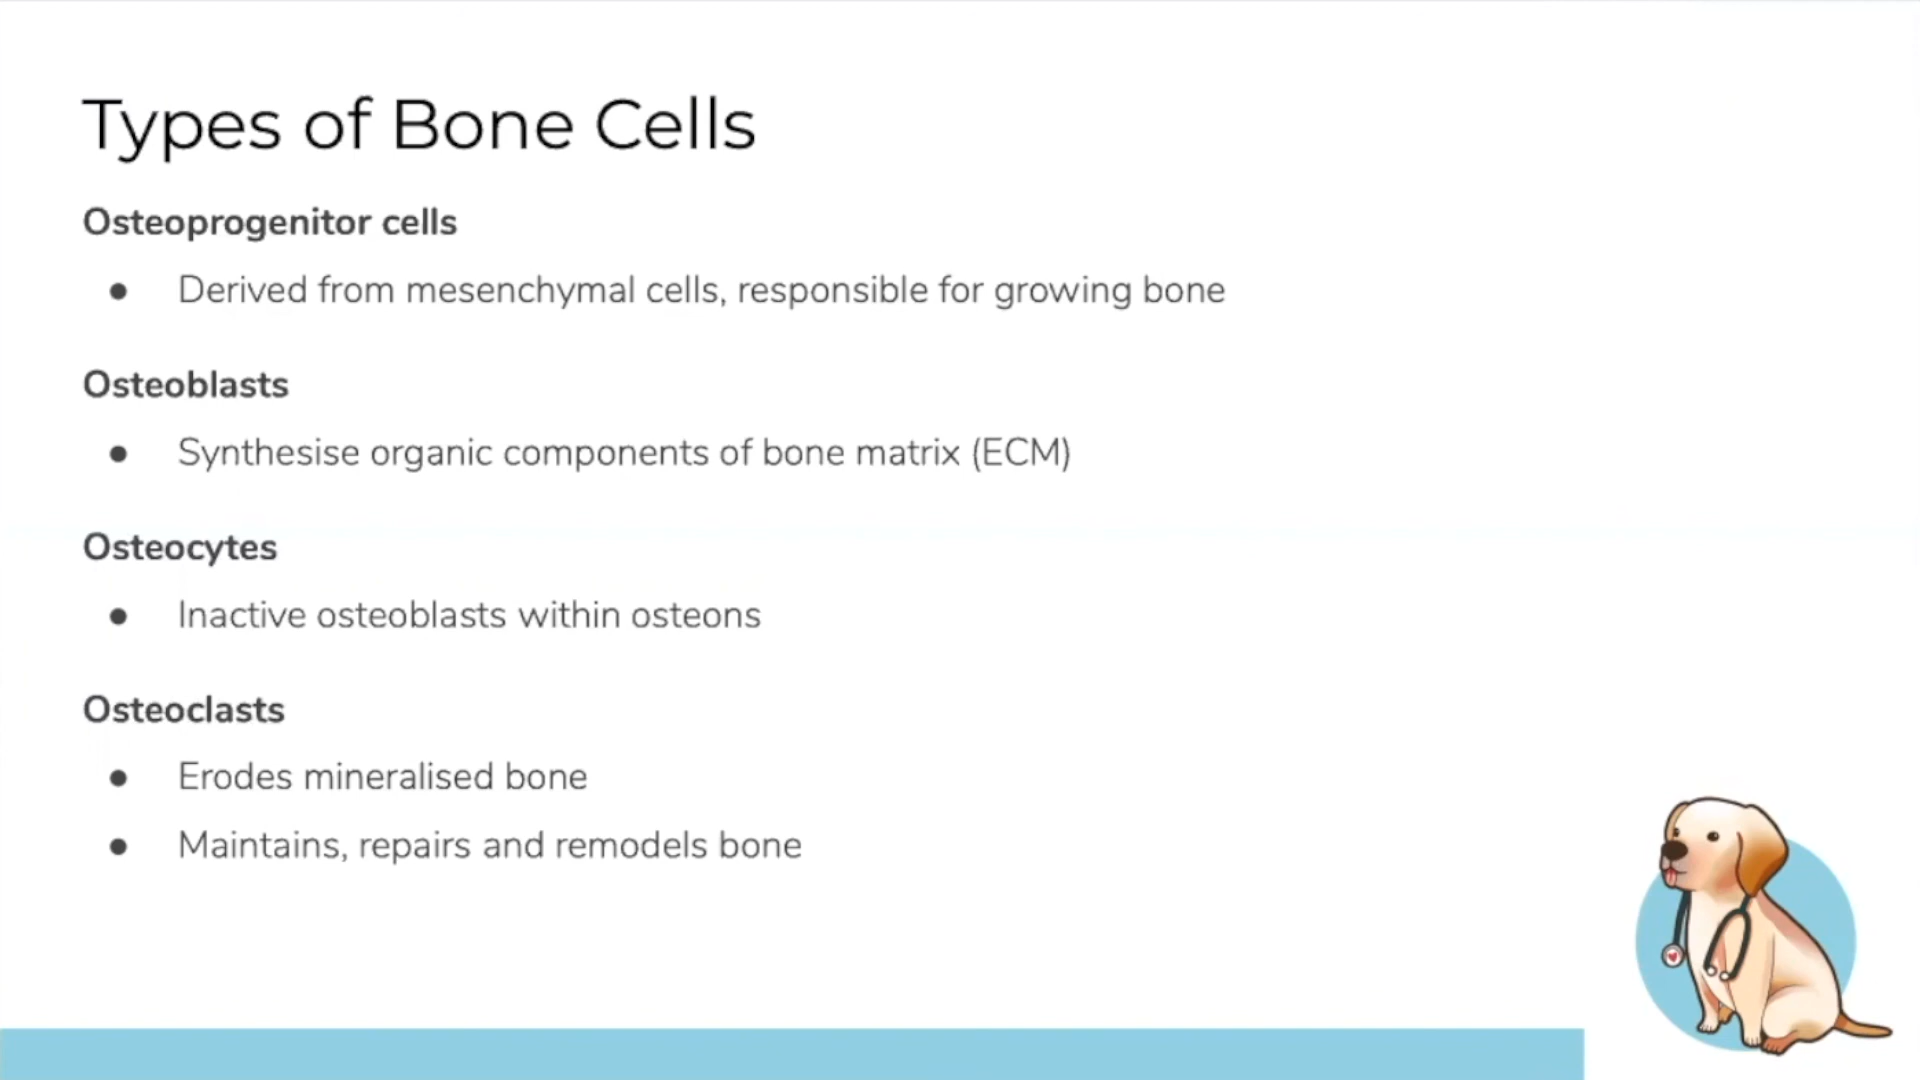 Types of Bone Cells
Osteoprogenitor cells
● Derived from mesenchymal cells, responsible for growing bone
Osteoblasts
● Synthesise organic components of bone matrix (ECM)
Osteocytes
● Inactive osteoblasts within osteons
Osteoclasts
● Erodes mineralised bone
● Maintains, repairs and remodels bone